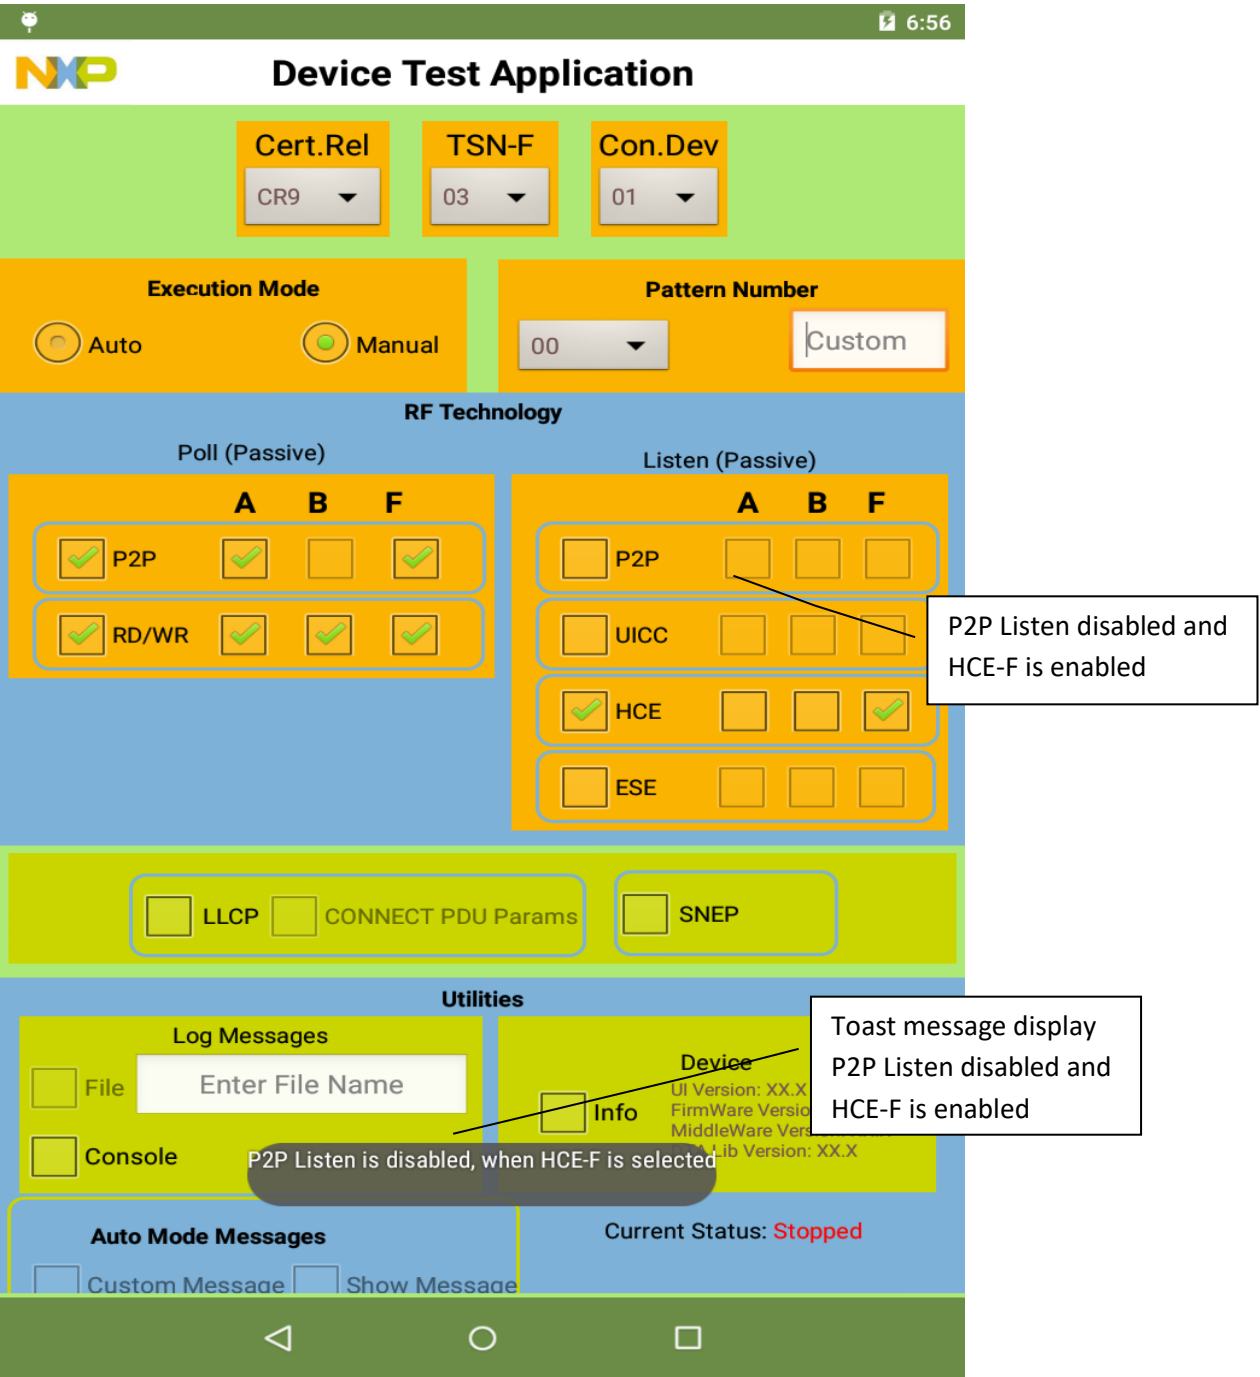 6:56
NXP
Device Test Application
Cert.Rel TSN-F Con.Dev
CR9 03 01
Execution Mode
Pattern Number
Auto Manual
00 Custom
RF Technology
Poll (Passive)
Listen (Passive)
A B F
A B F
P2P
P2P
RD/WR
UICC
HCE
ESE
P2P Listen disabled and
HCE-F is enabled
LLCP CONNECT PDU Params SNEP
Utilities
Log Messages
File Enter File Name
Console
Device
Info
UI Version: XX.X
FirmWare
MiddleWare
Lib Version: XX.X
Toast message display
P2P Listen disabled and
HCE-F is enabled
P2P Listen is disabled, when HCE-F is selected
Auto Mode Messages
Current Status: Stopped
Custom Message Show Message